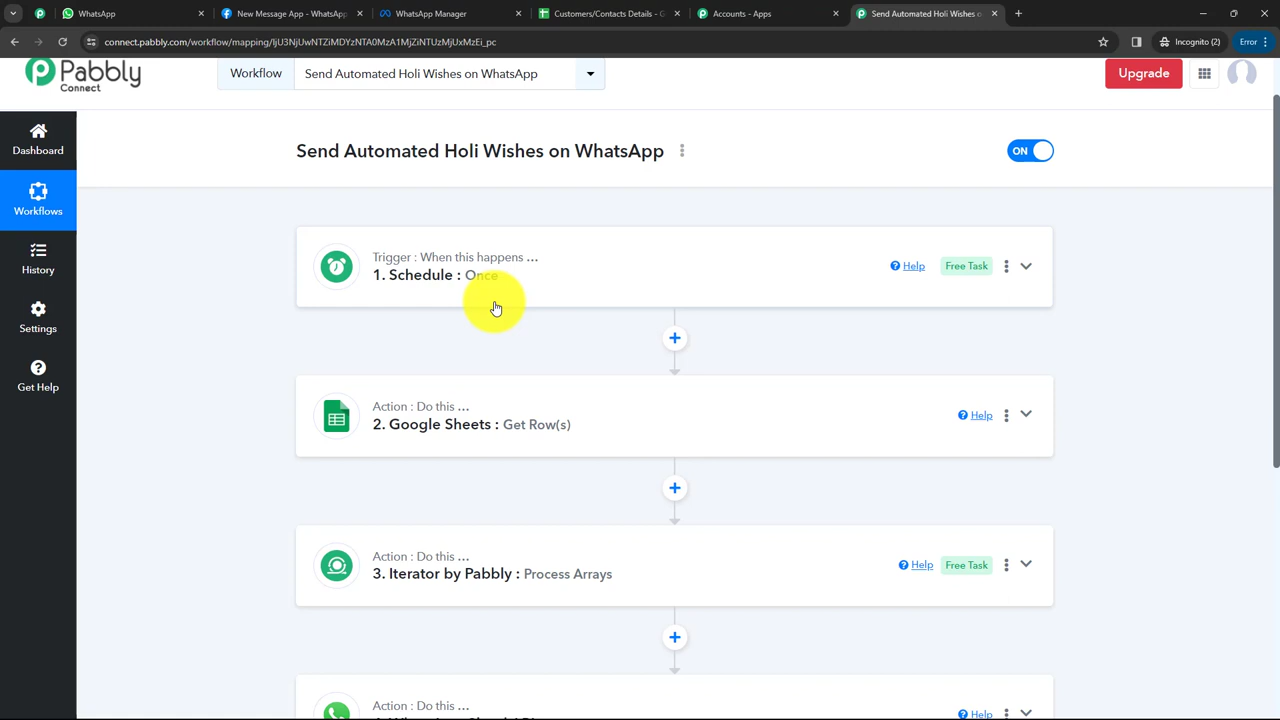 WhatsApp
New Message App - WhatsApp
WhatsApp Manager
Customers/Contacts Details - G
Accounts - Apps
Send Automated Holi Wishes o
connect.pabbly.com/workflow/mapping/IjU3NjUwNTZiMDYzNTA0MzA1MjZiNTUzMjUxMzEi_pc
Incognito (2)
Error
Pabbly
Connect
Workflow
Send Automated Holi Wishes on WhatsApp
Upgrade
Dashboard
Workflows
History
Settings
Get Help
Send Automated Holi Wishes on WhatsApp
ON
Trigger : When this happens ...
1. Schedule : Once
Help
Free Task
Action : Do this ...
2. Google Sheets : Get Row(s)
Help
Action : Do this ...
3. Iterator by Pabbly : Process Arrays
Help
Free Task
Action : Do this ...
Help